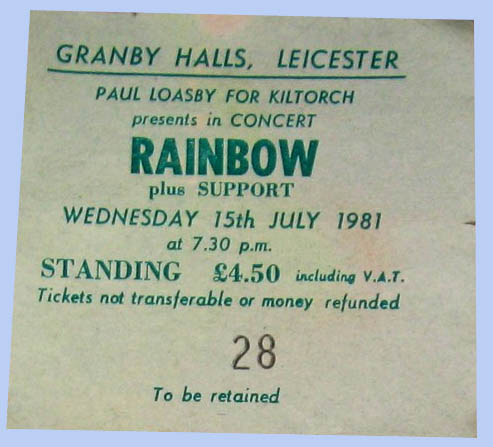 GRANBY HALLS, LEICESTER
PAUL LOASBY FOR KILTORCH
presents in CONCERT
RAINBOW
plus SUPPORT
WEDNESDAY 15th JULY 1981
at 7.30 p.m.
STANDING £4.50 including V.A.T.
Tickets not transferable or money refunded
28
To be retained